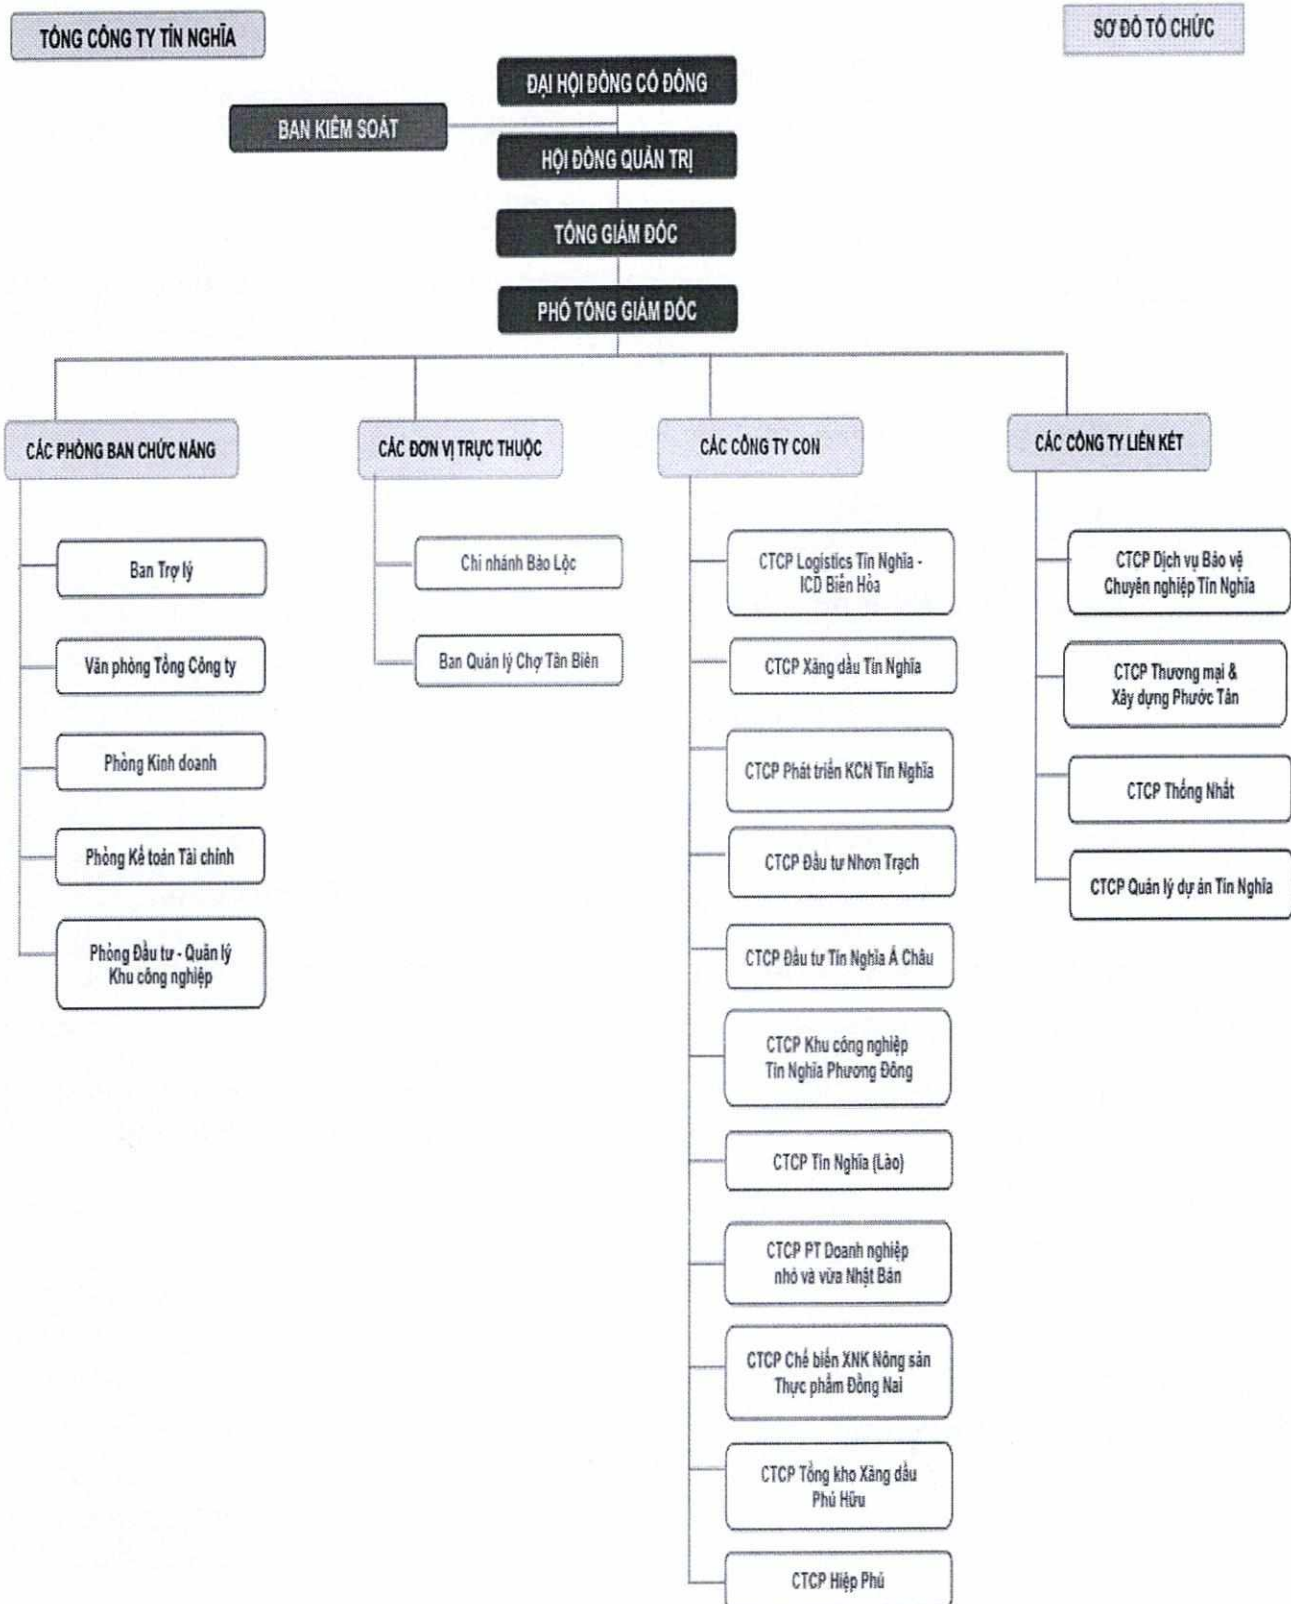 TỔNG CÔNG TY TÍN NGHĨA
SƠ ĐỒ TỔ CHỨC
ĐẠI HỘI ĐỒNG CỔ ĐÔNG
BAN KIỂM SOÁT
HỘI ĐỒNG QUẢN TRỊ
TỔNG GIÁM ĐỐC
PHÓ TỔNG GIÁM ĐỐC
CÁC PHÒNG BAN CHỨC NĂNG
Ban Trợ lý
Văn phòng Tổng Công ty
Phòng Kinh doanh
Phòng Kế toán Tài chính
Phòng Đầu tư - Quản lý
Khu công nghiệp
CÁC ĐƠN VỊ TRỰC THUỘC
Chi nhánh Bảo Lộc
Ban Quản lý Chợ Tân Biên
CÁC CÔNG TY CON
CTCP Logistics Tín Nghĩa -
ICD Biên Hòa
CTCP Xăng dầu Tín Nghĩa
CTCP Phát triển KCN Tín Nghĩa
CTCP Đầu tư Nhơn Trạch
CTCP Đầu tư Tín Nghĩa Á Châu
CTCP Khu công nghiệp
Tín Nghĩa Phương Đông
CTCP Tín Nghĩa (Lào)
CTCP PT Doanh nghiệp
nhỏ và vừa Nhật Bản
CTCP Chế biến XNK Nông sản
Thực phẩm Đồng Nai
CTCP Tổng kho Xăng dầu
Phú Hữu
CTCP Hiệp Phú
CÁC CÔNG TY LIÊN KẾT
CTCP Dịch vụ Bảo vệ
Chuyên nghiệp Tín Nghĩa
CTCP Thương mại &
Xây dựng Phước Tân
CTCP Thống Nhất
CTCP Quản lý dự án Tín Nghĩa